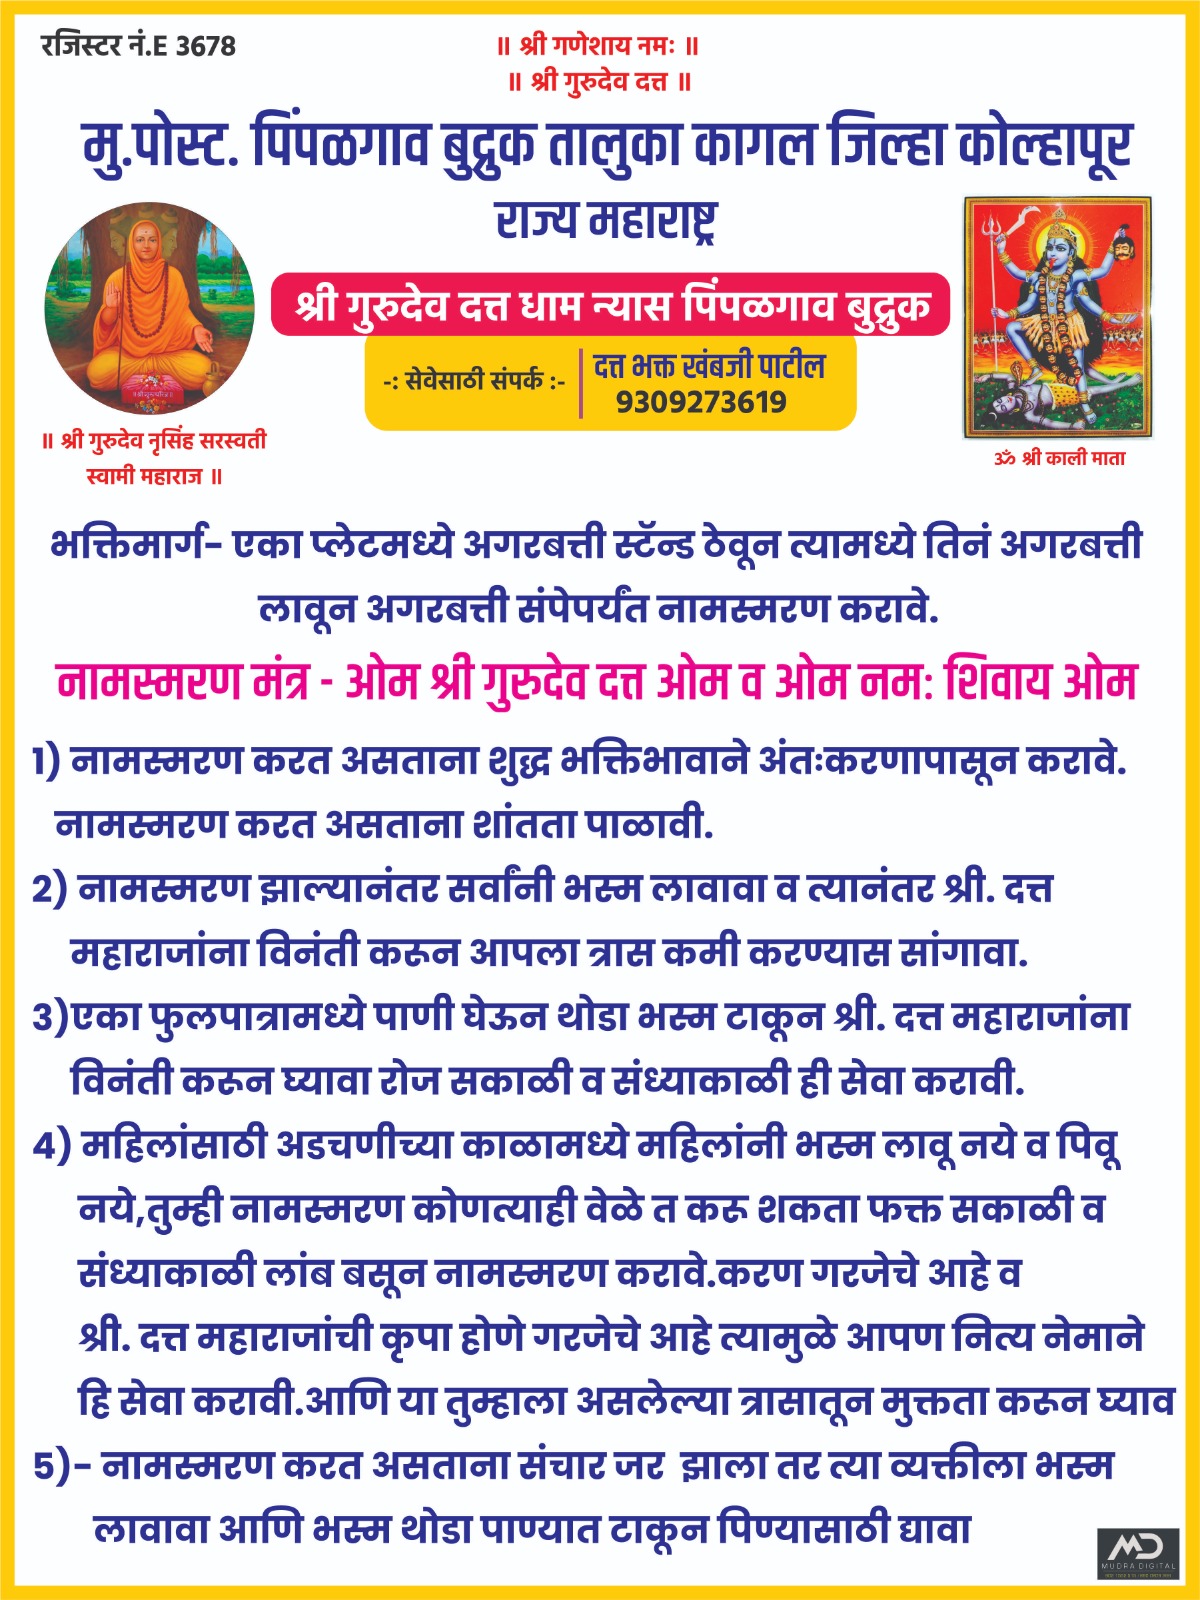 रजिस्टर नं.E 3678
॥ श्री गणेशाय नमः ॥
॥ श्री गुरुदेव दत्त ॥
मु.पोस्ट. पिंपळगाव बुद्रुक तालुका कागल जिल्हा कोल्हापूर
राज्य महाराष्ट्र
श्री गुरुदेव दत्त धाम न्यास पिंपळगाव बुद्रुक
-: सेवेसाठी संपर्क :-
दत्त भक्त खंबजी पाटील
9309273619
॥ श्री गुरुदेव नृसिंह सरस्वती
स्वामी महाराज ॥
ॐ श्री काली माता
भक्तिमार्ग- एका प्लेटमध्ये अगरबत्ती स्टॅन्ड ठेवून त्यामध्ये तिनं अगरबत्ती
लावून अगरबत्ती संपेपर्यंत नामस्मरण करावे.
नामस्मरण मंत्र - ओम श्री गुरुदेव दत्त ओम व ओम नमः शिवाय ओम
1) नामस्मरण करत असताना शुद्ध भक्तिभावाने अंतःकरणापासून करावे.
नामस्मरण करत असताना शांतता पाळावी.
2) नामस्मरण झाल्यानंतर सर्वांनी भस्म लावावा व त्यानंतर श्री. दत्त
महाराजांना विनंती करून आपला त्रास कमी करण्यास सांगावा.
3)एका फुलपात्रामध्ये पाणी घेऊन थोडा भस्म टाकून श्री. दत्त महाराजांना
विनंती करून घ्यावा रोज सकाळी व संध्याकाळी ही सेवा करावी.
4) महिलांसाठी अडचणीच्या काळामध्ये महिलांनी भस्म लावू नये व पिवू
नये,तुम्ही नामस्मरण कोणत्याही वेळे त करू शकता फक्त सकाळी व
संध्याकाळी लांब बसून नामस्मरण करावे.करण गरजेचे आहे व
श्री. दत्त महाराजांची कृपा होणे गरजेचे आहे त्यामुळे आपण नित्य नेमाने
हि सेवा करावी.आणि या तुम्हाला असलेल्या त्रासातून मुक्तता करून घ्याव
5)- नामस्मरण करत असताना संचार जर झाला तर त्या व्यक्तीला भस्म
लावावा आणि भस्म थोडा पाण्यात टाकून पिण्यासाठी द्यावा
MUDRA DIGITAL